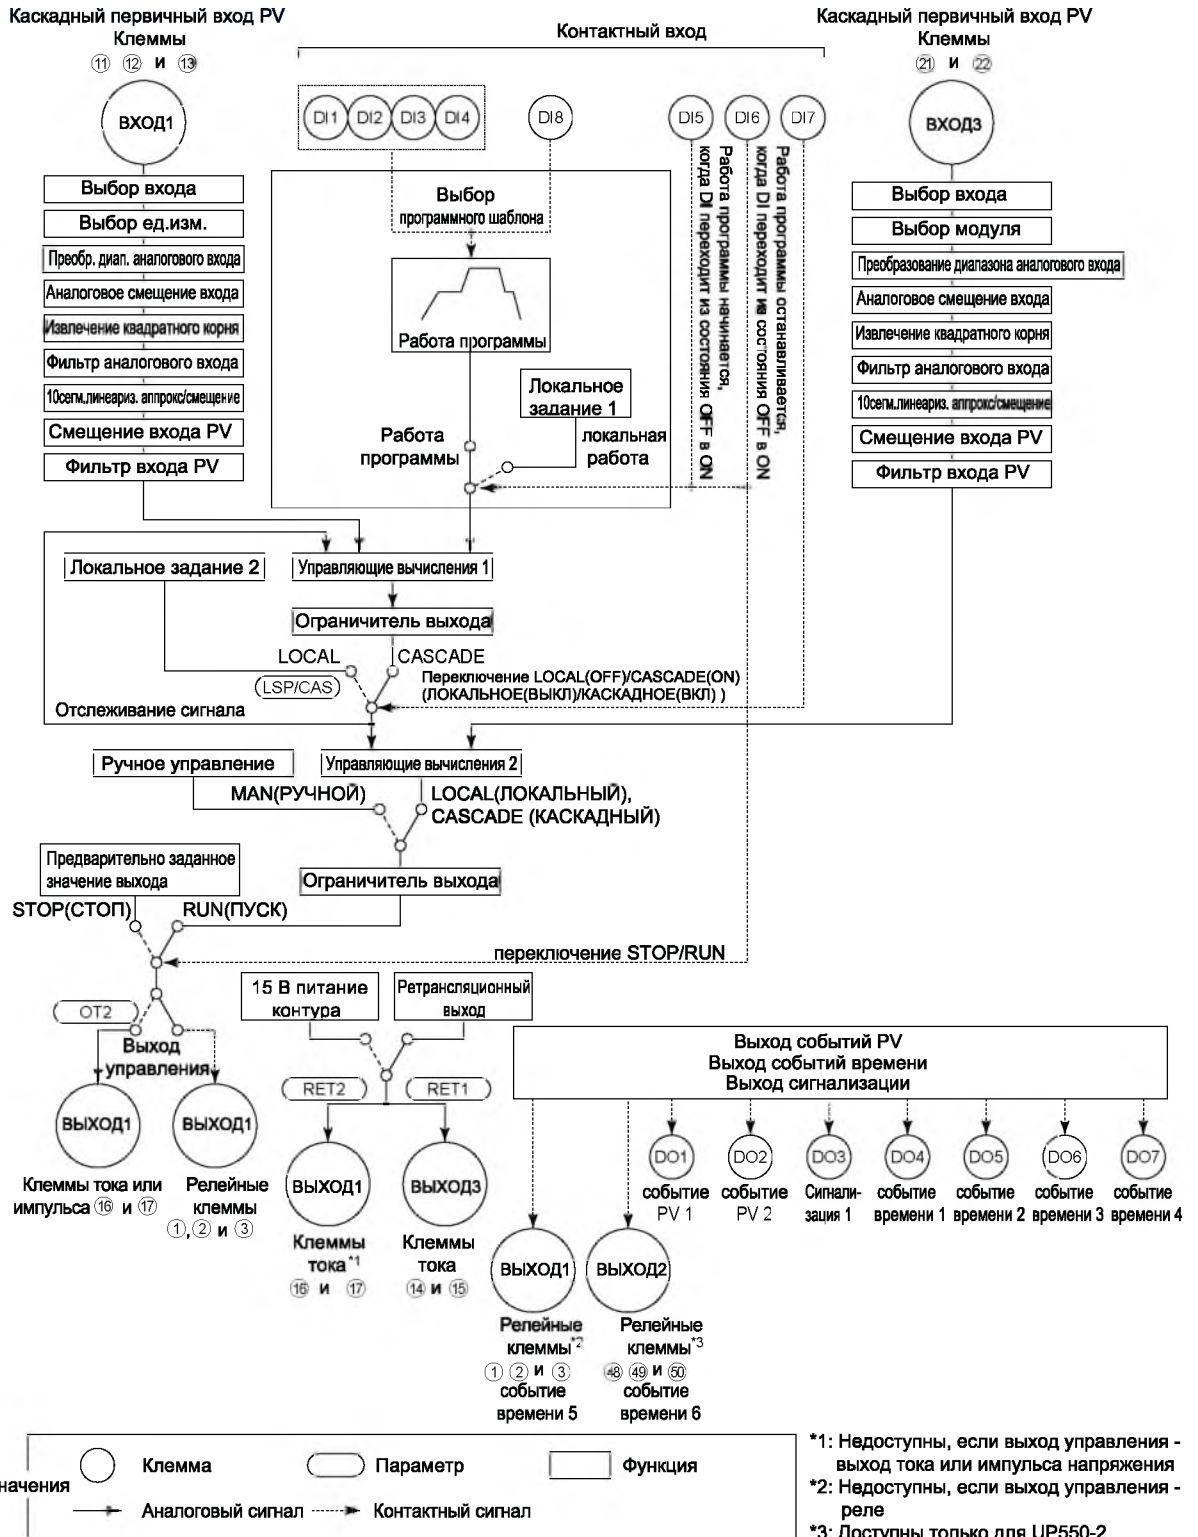 Каскадный первичный вход PV
Клеммы
11 12 и 13
ВХОД1
Выбор входа
Выбор ед.изм.
Преобр. диап. аналогового входа
Аналоговое смещение входа
Извлечение квадратного корня
Фильтр аналогового входа
10сегм.линеариз. аппрокс/смещение
Смещение входа PV
Фильтр входа PV
Контактный вход
DI1 DI2 DI3 DI4
DI8
DI5 DI6 DI7
Выбор
программного шаблона
Работа программы
Локальное
задание 1
Работа
программы
локальная
работа
Работа программы начинается,
когда DI переходит из состояния OFF в ON
Работа программы останавливается,
когда DI переходит из состояния OFF в ON
Каскадный первичный вход PV
Клеммы
21 и 22
ВХОД3
Выбор входа
Выбор модуля
Преобразование диапазона аналогового входа
Аналоговое смещение входа
Извлечение квадратного корня
Фильтр аналогового входа
10сегм.линеариз. аппрокс/смещение
Смещение входа PV
Фильтр входа PV
Локальное задание 2
Управляющие вычисления 1
Ограничитель выхода
LOCAL
CASCADE
LSP/CAS
Переключение LOCAL(OFF)/CASCADE(ON)
(ЛОКАЛЬНОЕ(ВЫКЛ)/КАСКАДНОЕ(ВКЛ) )
Отслеживание сигнала
Ручное управление
Управляющие вычисления 2
MAN(РУЧНОЙ)
LOCAL(ЛОКАЛЬНЫЙ),
CASCADE (КАСКАДНЫЙ)
Предварительно заданное
значение выхода
Ограничитель выхода
STOP(СТОП)
RUN(ПУСК)
переключение STOP/RUN
OT2
Выход
управления
15 В питание
контура
Ретрансляционный
выход
RET2
RET1
Выход событий PV
Выход событий времени
Выход сигнализации
ВЫХОД1
Клеммы тока или
импульса 16 и 17
ВЫХОД1
Релейные
клеммы
1, 2 и 3
ВЫХОД1
Клеммы
тока*1
16 и 17
ВЫХОД3
Клеммы
тока
14 и 15
DO1
событие
PV 1
DO2
событие
PV 2
DO3
Сигнали-
зация 1
DO4
событие
времени 1
DO5
событие
времени 2
DO6
событие
времени 3
DO7
событие
времени 4
ВЫХОД1
Релейные
клеммы*2
1 2 и 3
событие
времени 5
ВЫХОД2
Релейные
клеммы*3
48 49 и 50
событие
времени 6
начения
Клемма
Параметр
Функция
Аналоговый сигнал
Контактный сигнал
*1: Недоступны, если выход управления -
выход тока или импульса напряжения
*2: Недоступны, если выход управления -
реле
*3: Доступны только для UP550-2